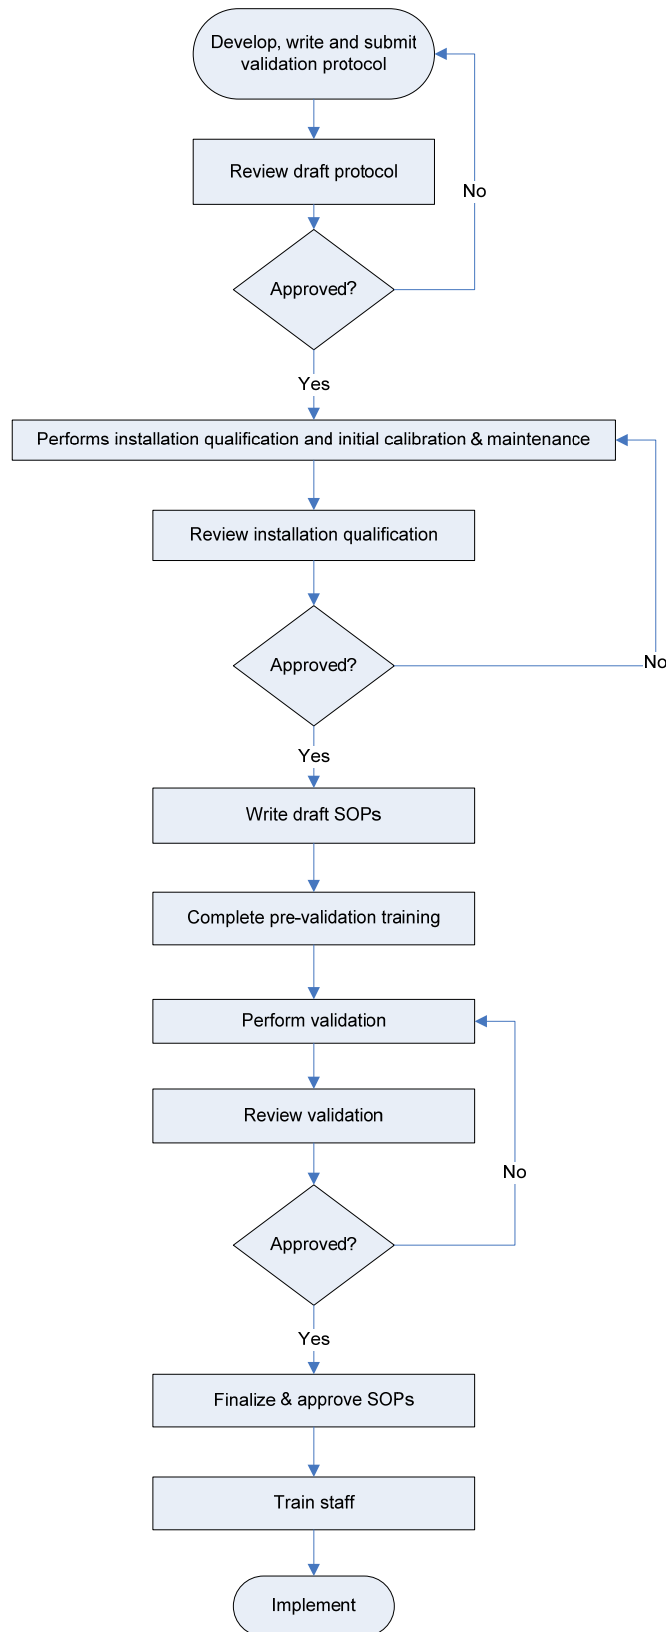 Develop, write and submit
validation protocol
Review draft protocol
No
Approved?
Yes
Performs installation qualification and initial calibration & maintenance
Review installation qualification
Approved?
No
Yes
Write draft SOPs
Complete pre-validation training
Perform validation
Review validation
No
Approved?
Yes
Finalize & approve SOPs
Train staff
Implement